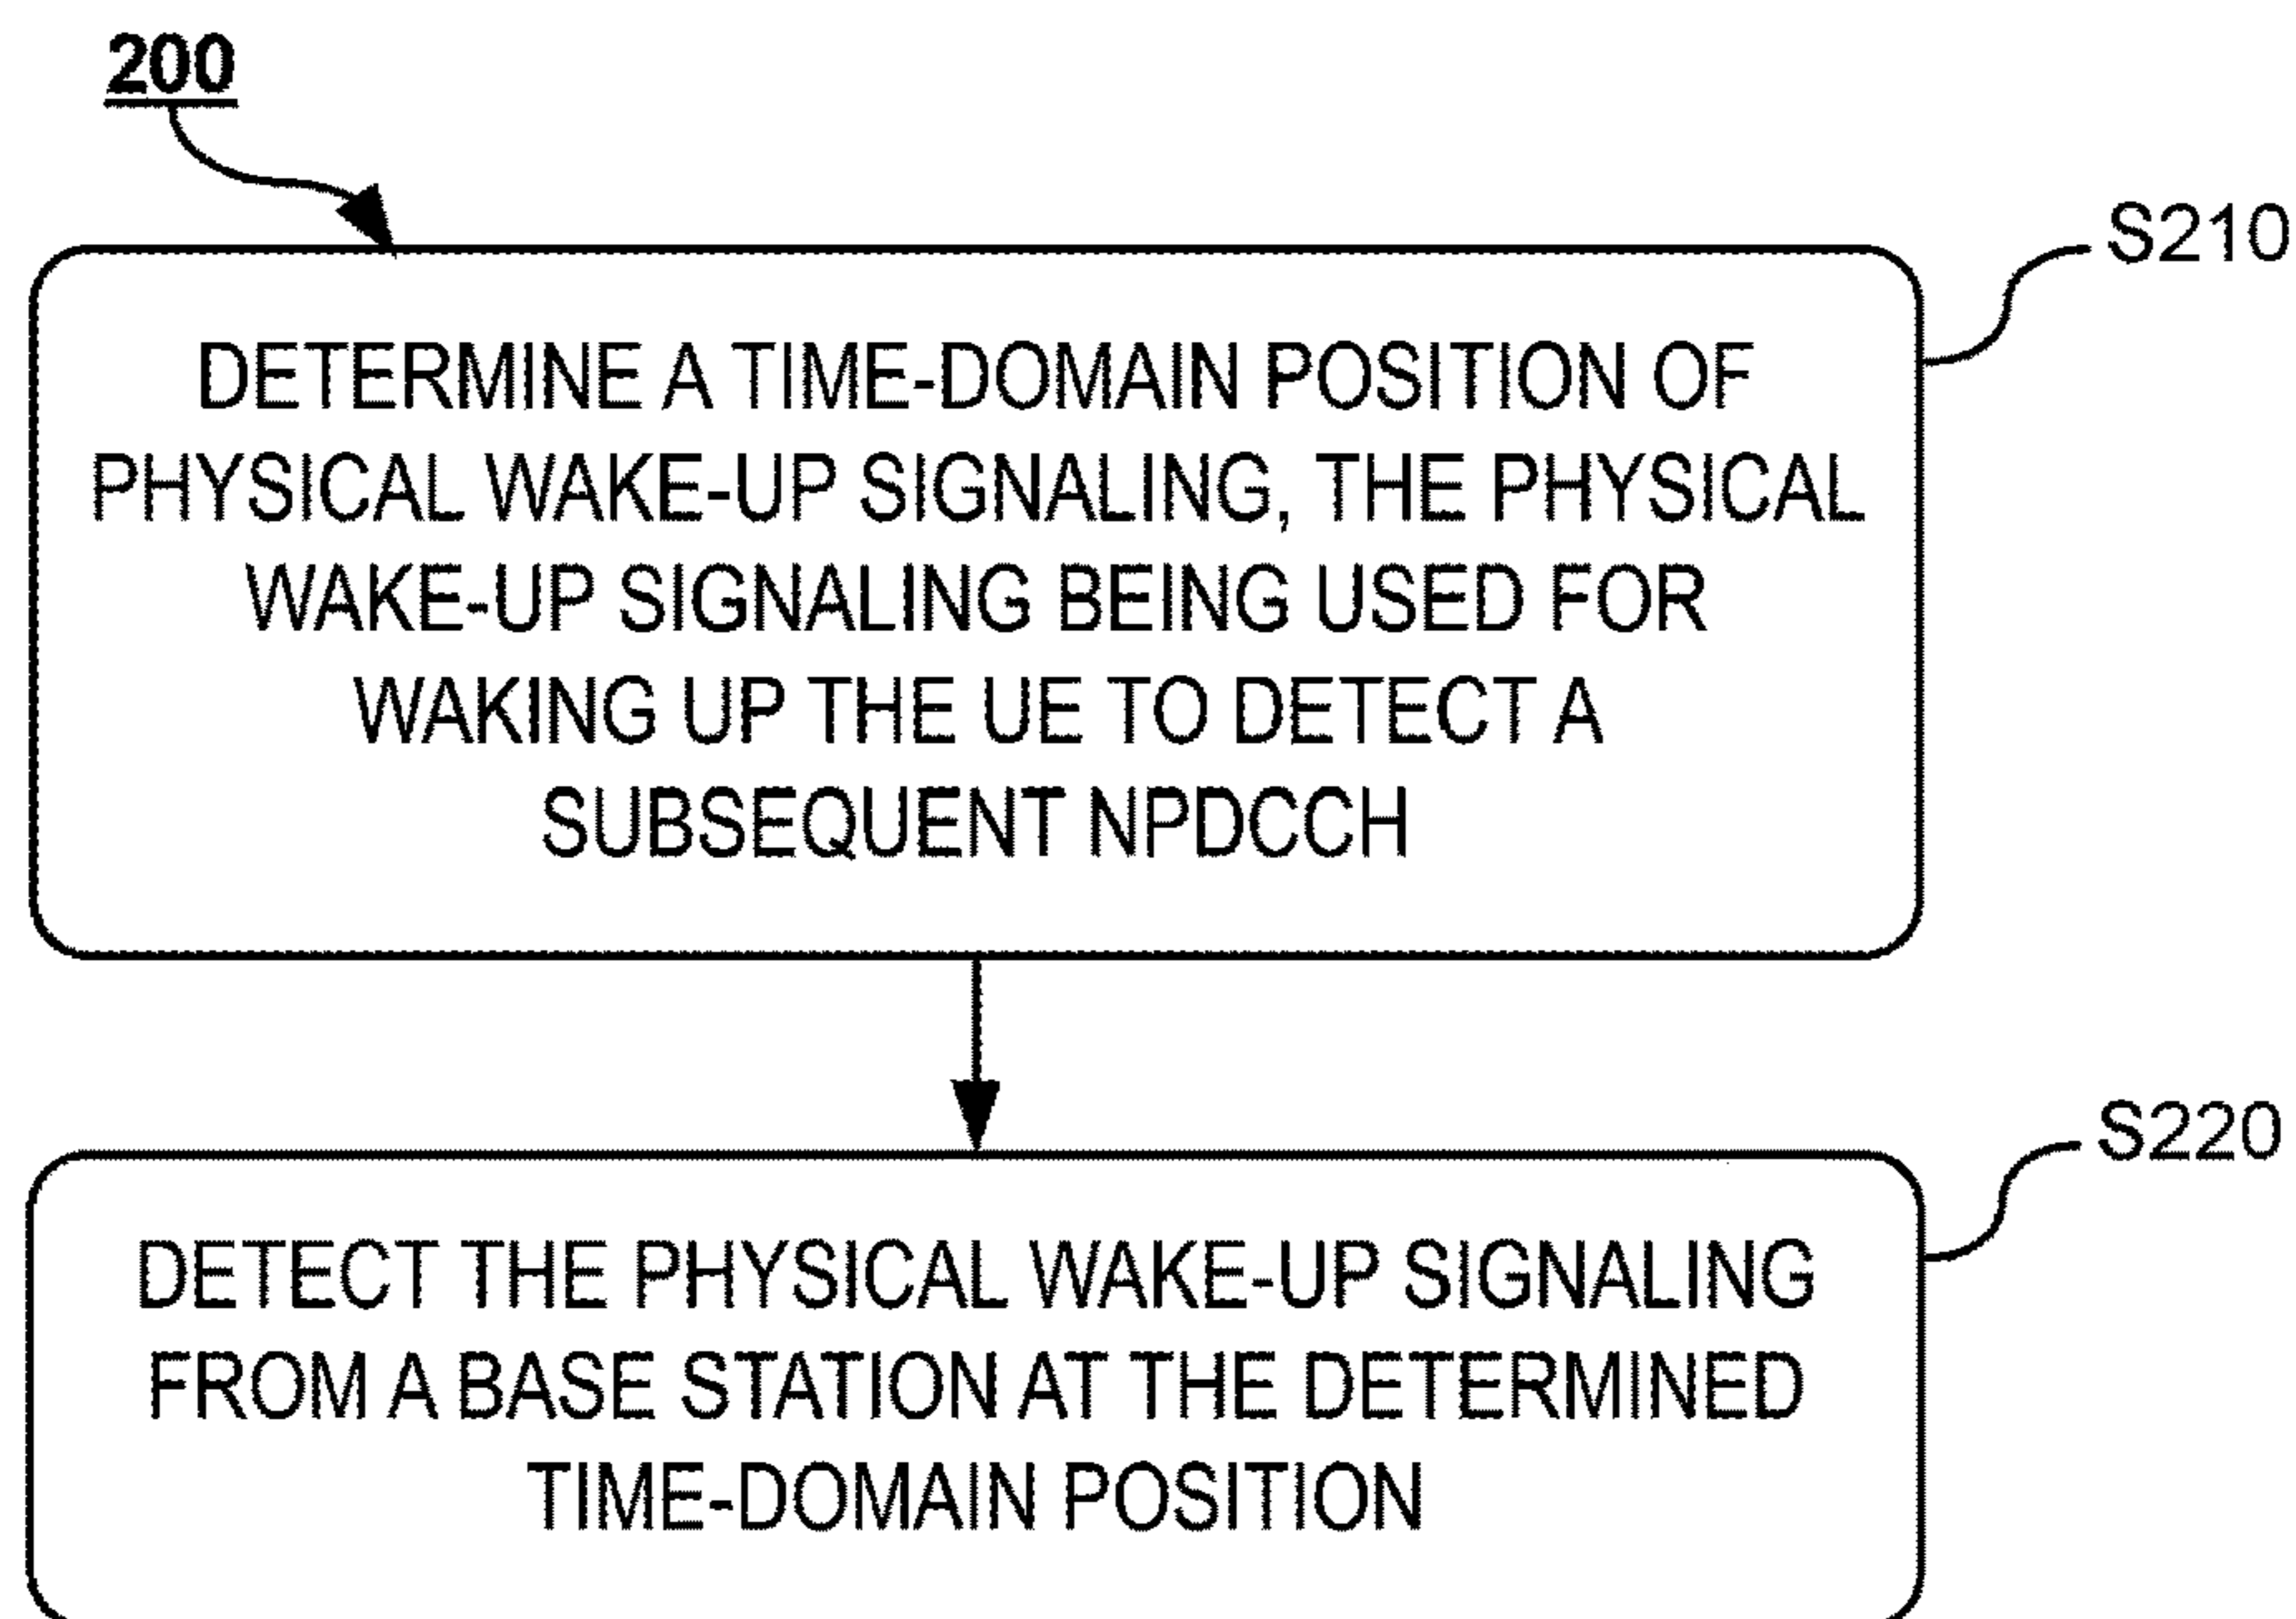 200
S210
DETERMINE A TIME-DOMAIN POSITION OF
PHYSICAL WAKE-UP SIGNALING, THE PHYSICAL
WAKE-UP SIGNALING BEING USED FOR
WAKING UP THE UE TO DETECT A
SUBSEQUENT NPDCCH
S220
DETECT THE PHYSICAL WAKE-UP SIGNALING
FROM A BASE STATION AT THE DETERMINED
TIME-DOMAIN POSITION